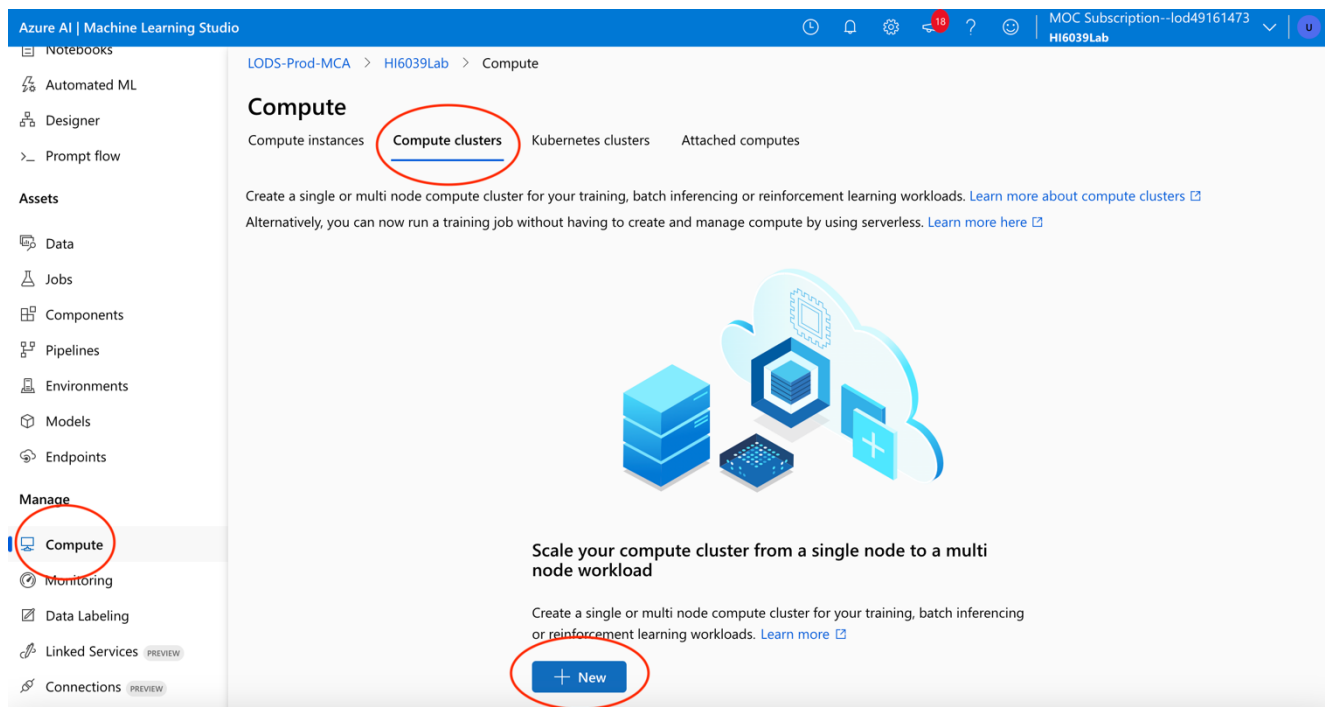 Azure AI | Machine Learning Studio
18
?
MOC Subscription--lod49161473
HI6039Lab
U
Notebooks
Automated ML
Designer
Prompt flow
Assets
Data
Jobs
Components
Pipelines
Environments
Models
Endpoints
Manage
Compute
Monitoring
Data Labeling
Linked Services PREVIEW
Connections PREVIEW
LODS-Prod-MCA > HI6039Lab > Compute
Compute
Compute instances Compute clusters Kubernetes clusters Attached computes
Create a single or multi node compute cluster for your training, batch inferencing or reinforcement learning workloads. Learn more about compute clusters
Alternatively, you can now run a training job without having to create and manage compute by using serverless. Learn more here
Scale your compute cluster from a single node to a multi
node workload
Create a single or multi node compute cluster for your training, batch inferencing
or reinforcement learning workloads. Learn more
+ New